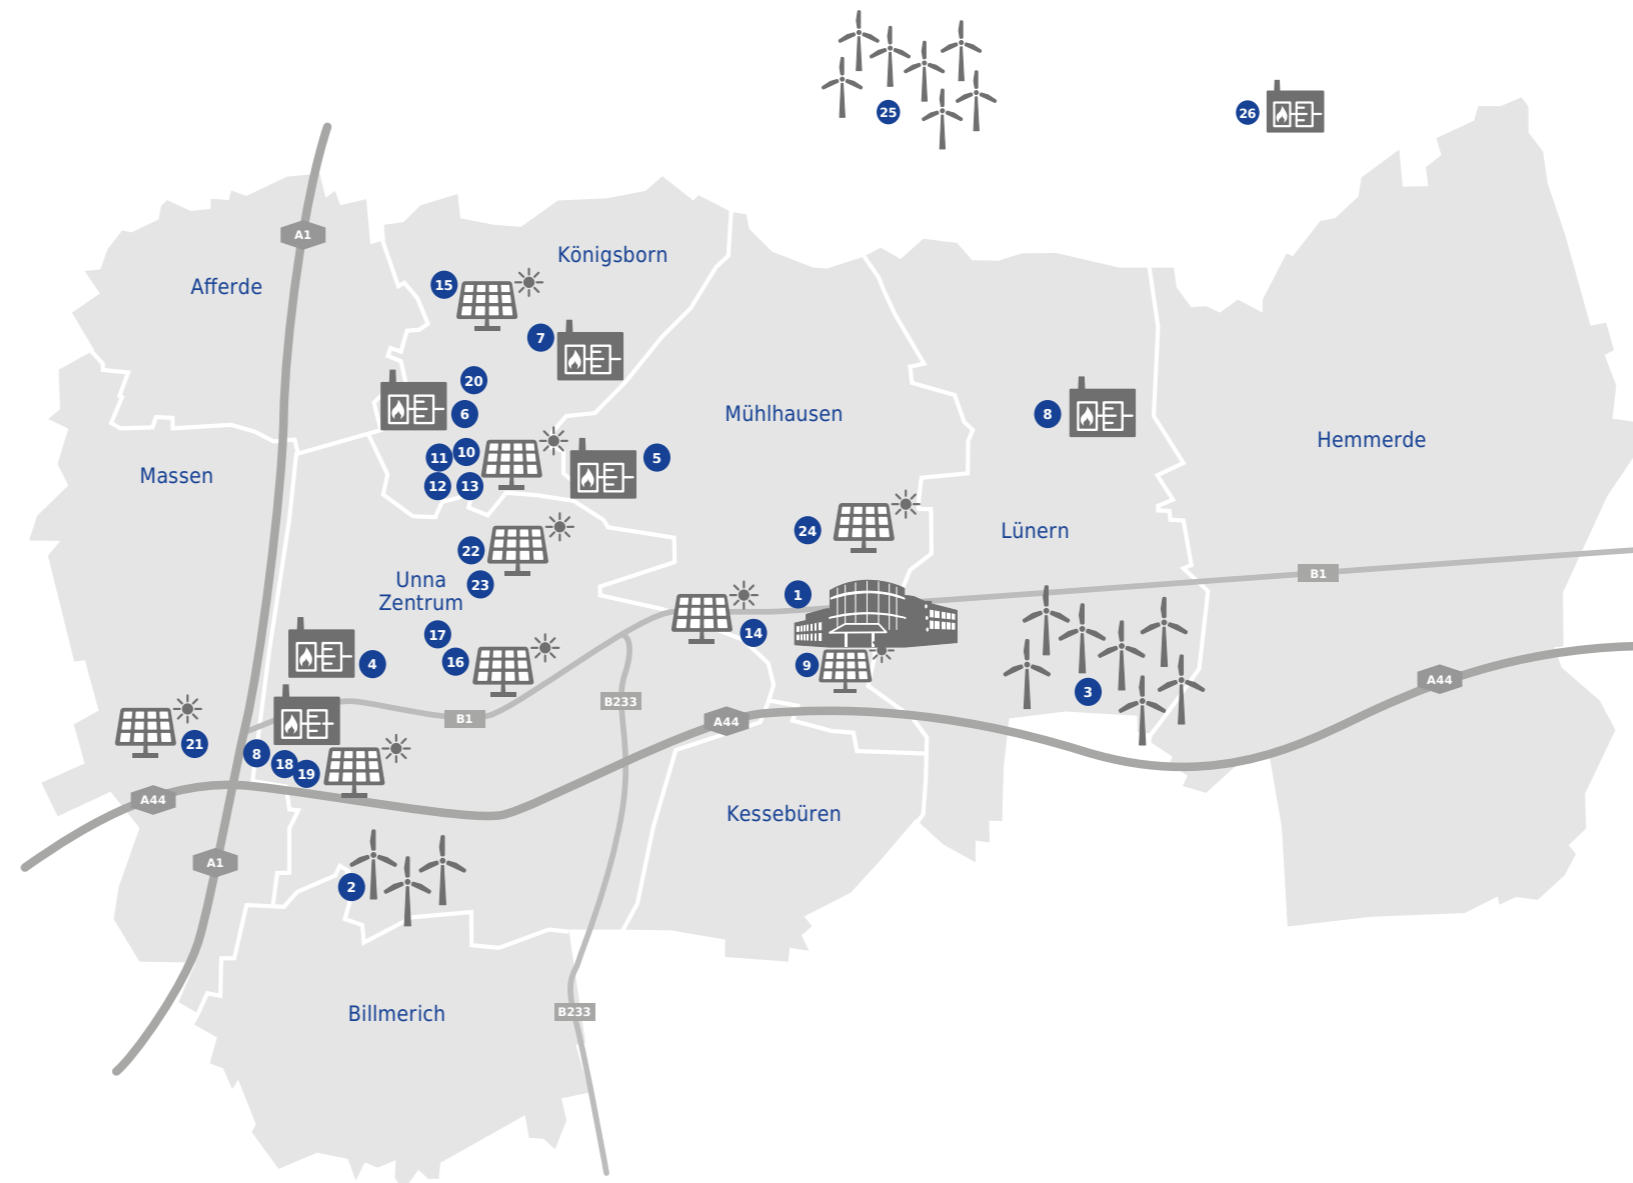 25
26
A1
Königsborn
Afferde
15
7
20
6
Mühlhausen
8
Hemmerde
11
10
5
Massen
12
13
24
Lünern
22
B1
Unna
Zentrum
23
1
17
14
16
4
9
3
A44
B233
B1
A44
21
8
18
19
A44
Kessebüren
A1
2
Billmerich
B233